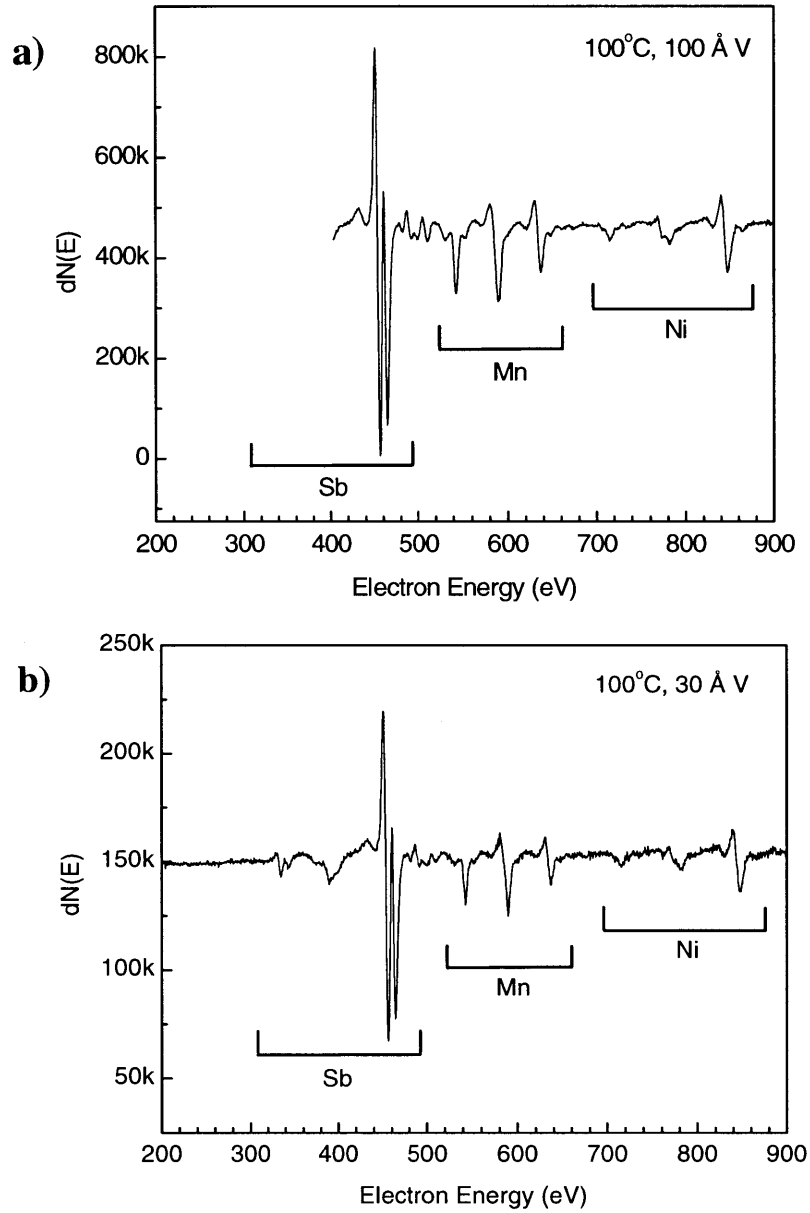 a)
100°C, 100 Å V
800k
600k
400k
200k
0
dN(E)
Sb
Mn
Ni
200 300 400 500 600 700 800 900
Electron Energy (eV)
b)
100°C, 30 Å V
250k
200k
150k
100k
50k
dN(E)
Sb
Mn
Ni
200 300 400 500 600 700 800 900
Electron Energy (eV)